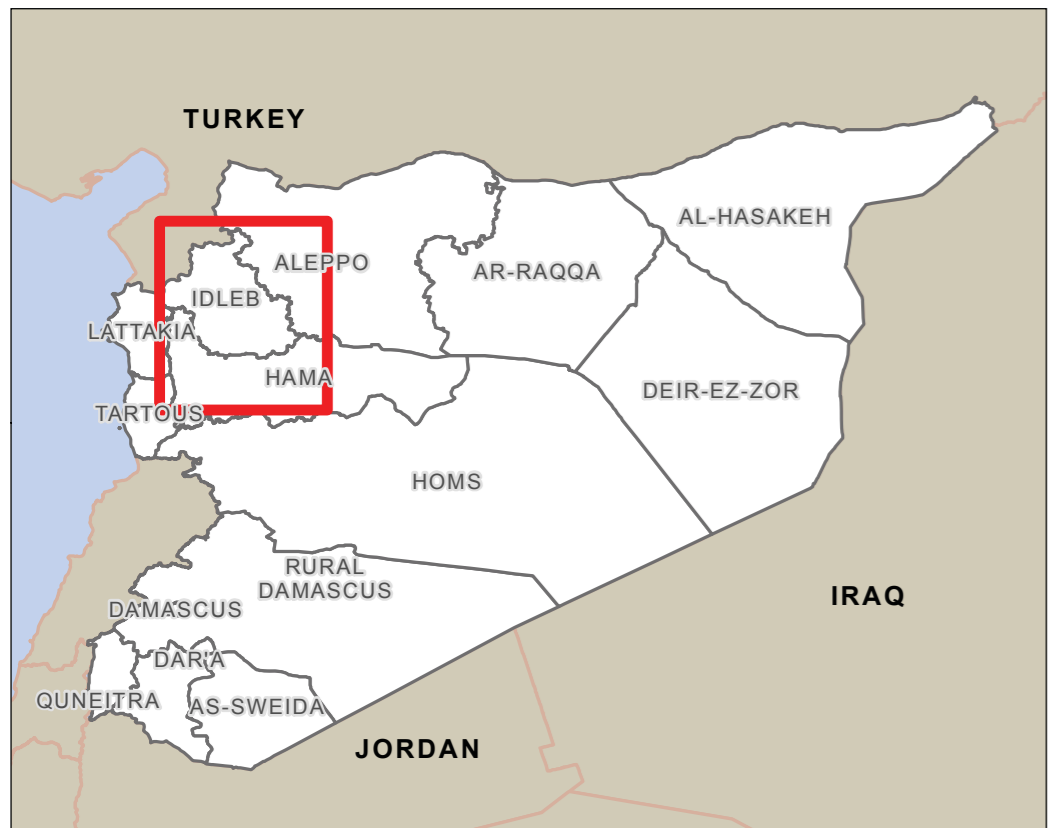 TURKEY
AL-HASAKEH
ALEPPO
AR-RAQQA
IDLEB
LATTAKIA
HAMA
DEIR-EZ-ZOR
TARTOUS
HOMS
RURAL
DAMASCUS
IRAQ
DAMASCUS
DAR'A
QUNEITRA
AS-SWEIDA
JORDAN